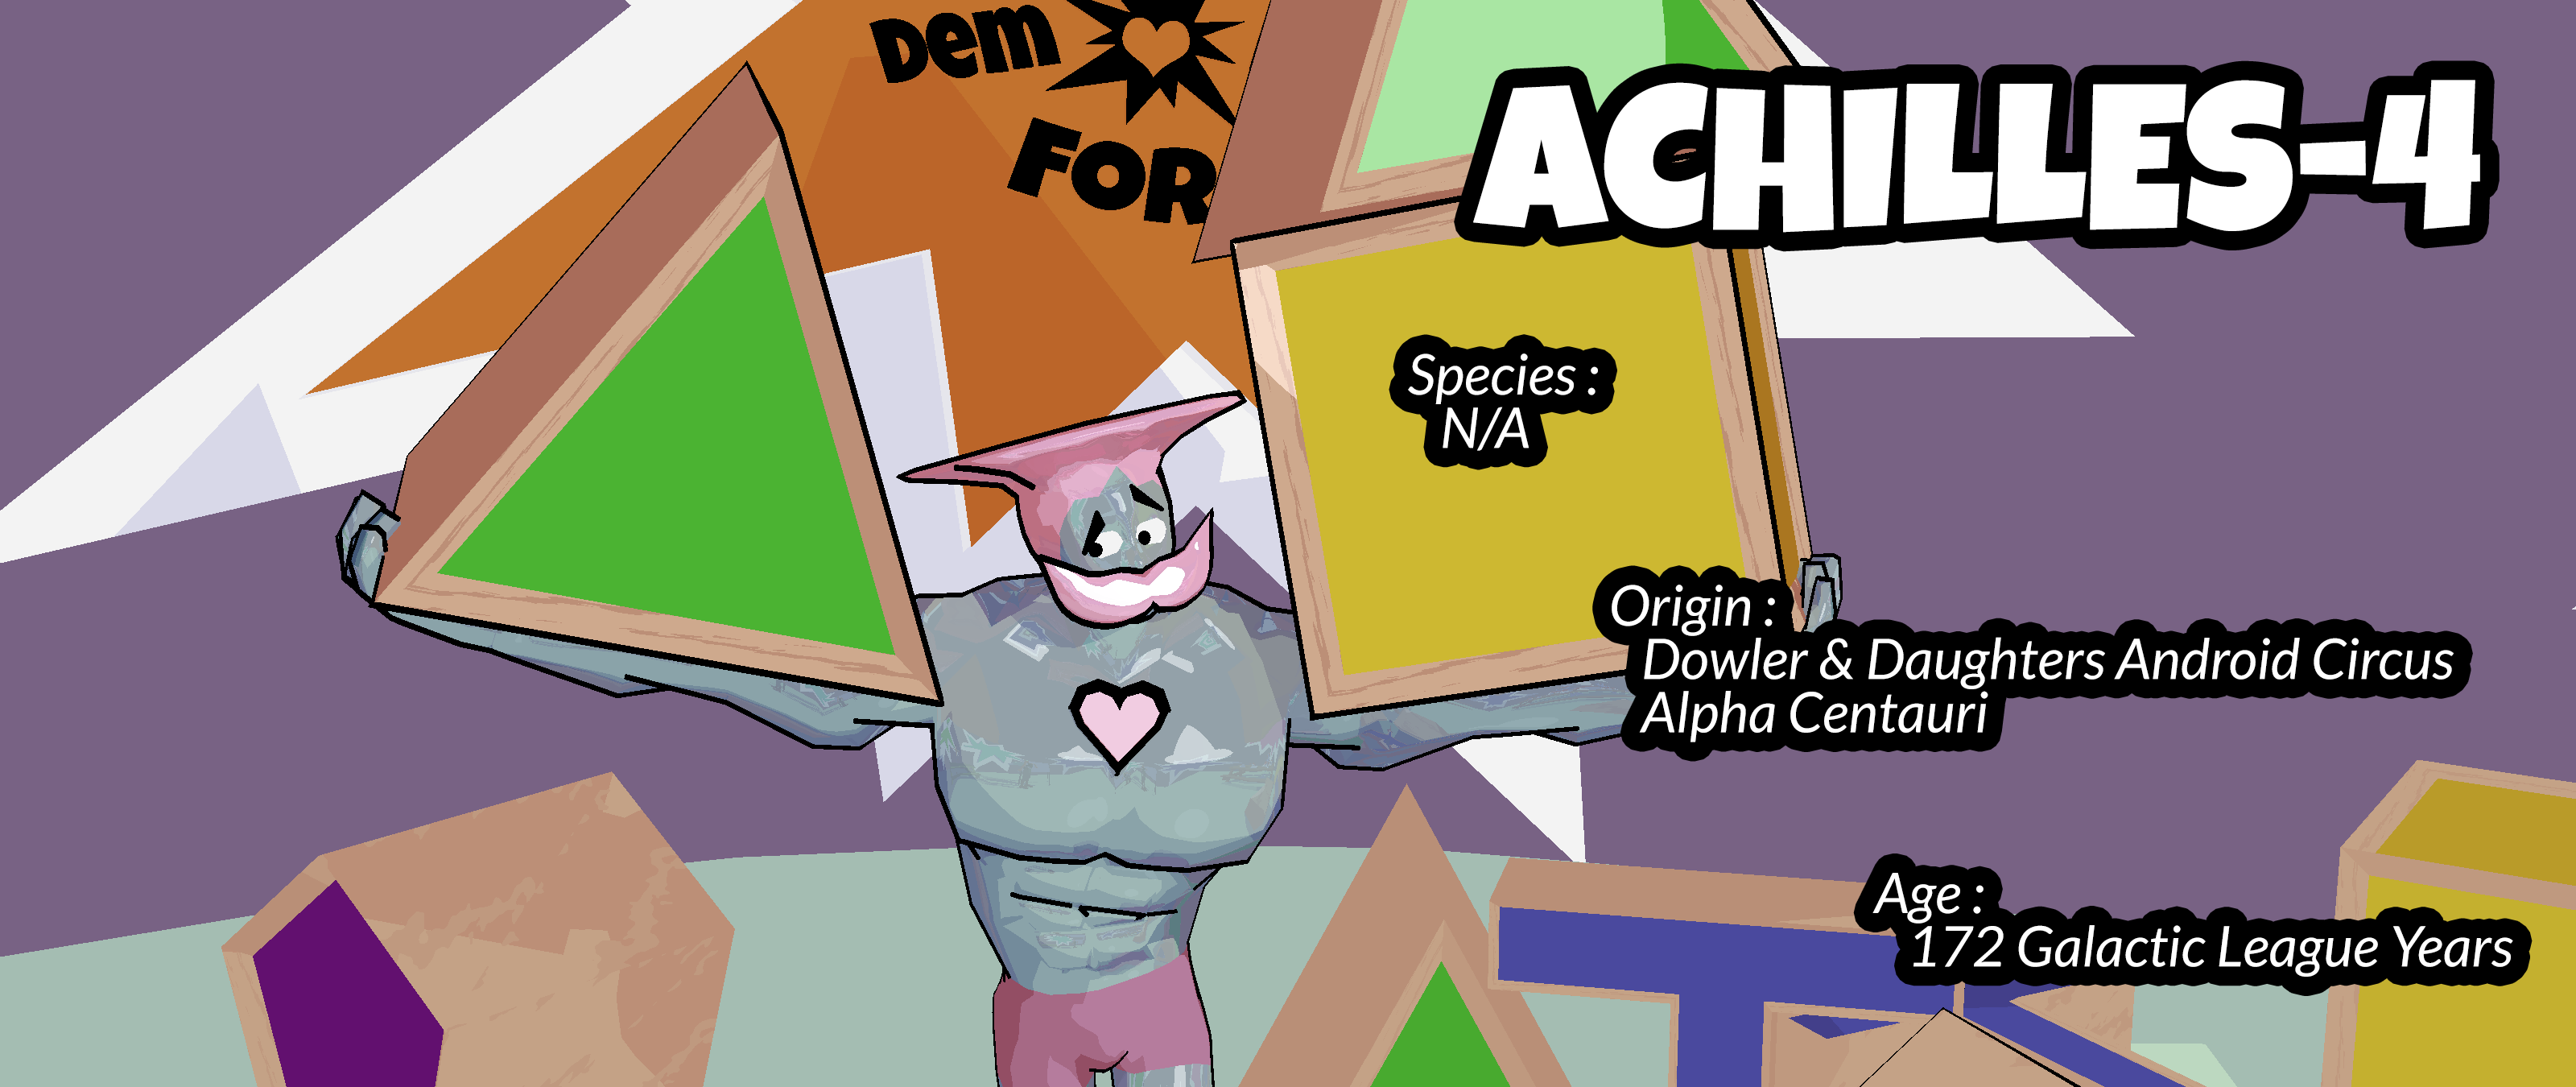 Dem
FOR
ACHILLES-4
Species :
N/A
Origin :
Dowler & Daughters Android Circus
Alpha Centauri
Age :
172 Galactic League Years